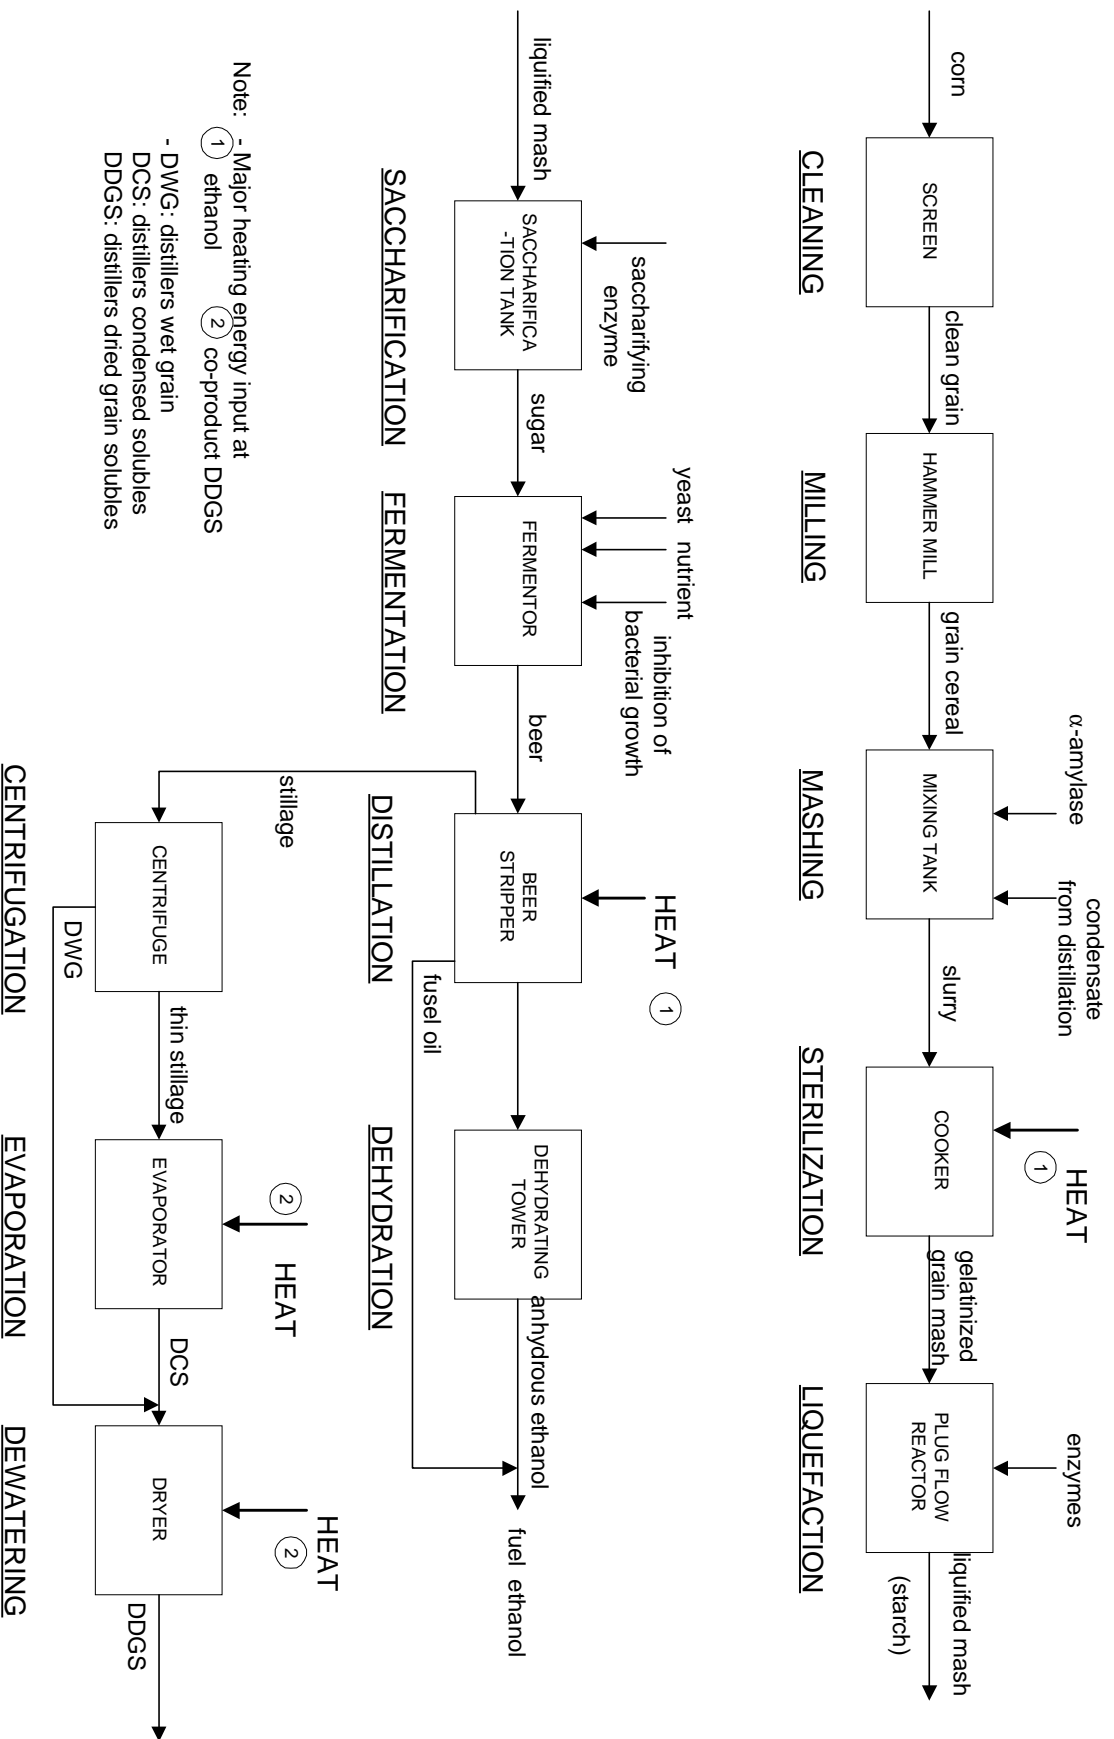 corn
SCREEN
CLEANING
clean grain
HAMMER MILL
MILLING
grain cereal
α-amylase
condensate
from distillation
MIXING TANK
MASHING
slurry
HEAT
1
COOKER
STERILIZATION
gelatinized
grain mash
enzymes
PLUG FLOW
REACTOR
LIQUEFACTION
liquified mash
(starch)
liquified mash
saccharifying
enzyme
SACCHARIFICA
-TION TANK
SACCHARIFICATION
sugar
yeast
nutrient
inhibition of
bacterial growth
FERMENTOR
FERMENTATION
beer
HEAT
1
BEER
STRIPPER
DISTILLATION
stillage
fusel oil
DEHYDRATING
TOWER
DEHYDRATION
anhydrous ethanol
fuel ethanol
CENTRIFUGE
CENTRIFUGATION
DWG
thin stillage
2
HEAT
EVAPORATOR
EVAPORATION
DCS
HEAT
2
DRYER
DEWATERING
DDGS
Note: - Major heating energy input at
1 ethanol 2 co-product DDGS
- DWG: distillers wet grain
DCS: distillers condensed solubles
DDGS: distillers dried grain solubles